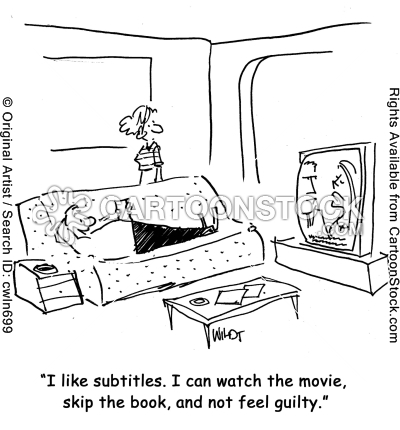 © Original Artist / Search ID: cwln699
Rights Available from CartoonStock.com
CARTOONSTOCK
.com
WILDT
"I like subtitles. I can watch the movie,
skip the book, and not feel guilty."